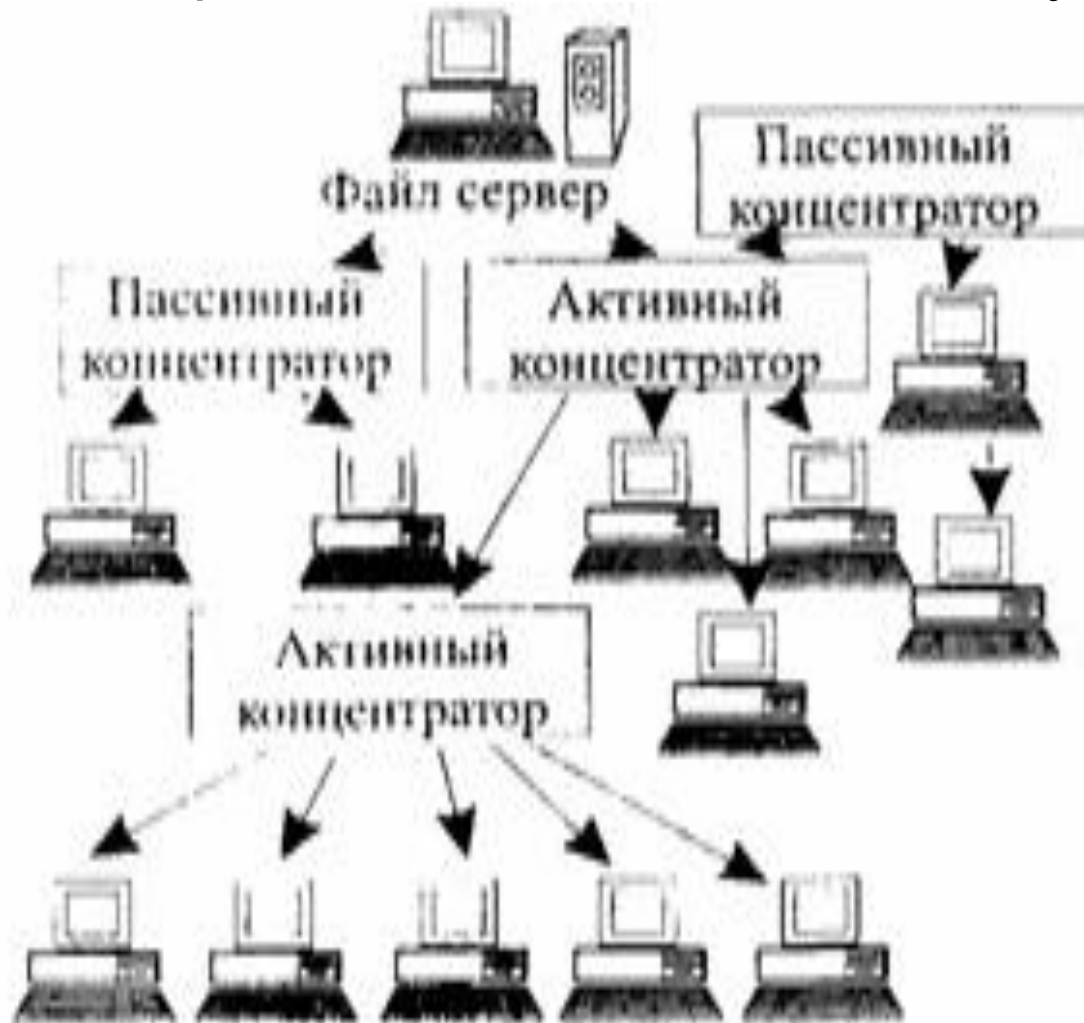 Файл сервер
Пассивный
концентратор
Пассивный
концентратор
Активный
концентратор
Активный
концентратор